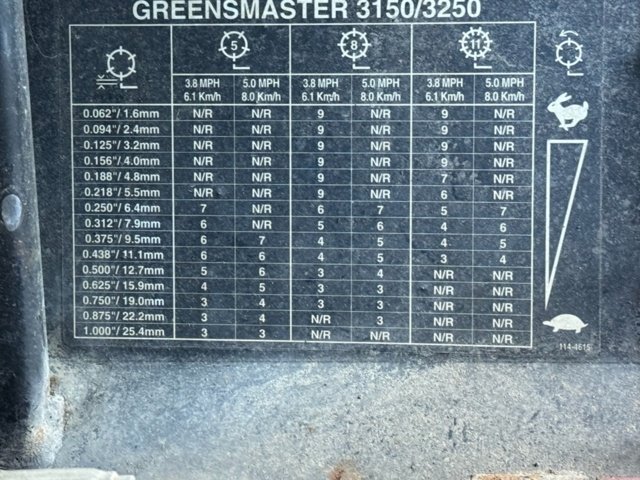 GREENSMASTER 3150/3250
5 8 11
3.8 MPH 5.0 MPH 3.8 MPH 5.0 MPH 3.8 MPH 5.0 MPH
6.1 Km/h 8.0 Km/h 6.1 Km/h 8.0 Km/h 6.1 Km/h 8.0 Km/h
0.062"/ 1.6mm N/R N/R 9 N/R 9 N/R
0.094"/ 2.4mm N/R N/R 9 N/R 9 N/R
0.125"/ 3.2mm N/R N/R 9 N/R 9 N/R
0.156"/ 4.0mm N/R N/R 9 N/R 9 N/R
0.188"/ 4.8mm N/R N/R 9 N/R 7 N/R
0.218"/ 5.5mm N/R N/R 9 N/R 6 N/R
0.250"/ 6.4mm 7 N/R 6 7 5 7
0.312"/ 7.9mm 6 N/R 5 6 4 6
0.375"/ 9.5mm 6 7 4 5 4 5
0.438"/ 11.1mm 6 6 4 5 3 4
0.500"/ 12.7mm 5 6 3 4 N/R N/R
0.625"/ 15.9mm 4 5 3 3 N/R N/R
0.750"/ 19.0mm 3 4 3 3 N/R N/R
0.875"/ 22.2mm 3 4 N/R 3 N/R N/R
1.000"/ 25.4mm 3 3 N/R N/R N/R N/R
114-4615